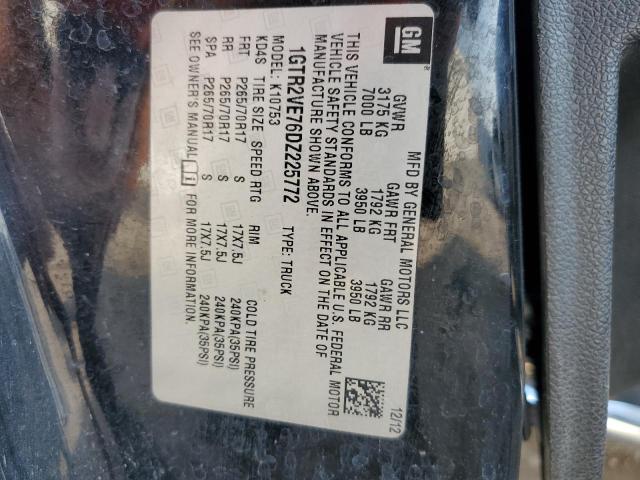 GM
®
MFD BY GENERAL MOTORS LLC 12/12
GVWR GAWR FRT GAWR RR
3175 KG 1792 KG 1792 KG
7000 LB 3950 LB 3950 LB
THIS VEHICLE CONFORMS TO ALL APPLICABLE U.S. FEDERAL MOTOR
VEHICLE SAFETY STANDARDS IN EFFECT ON THE DATE OF
MANUFACTURE SHOWN ABOVE.
1GTR2VE76DZ225772 TYPE: TRUCK
MODEL: K10753
KD4S TIRE SIZE SPEED RTG RIM COLD TIRE PRESSURE
FRT P265/70R17 S 17X7.5J 240KPA(35PSI)
RR P265/70R17 S 17X7.5J 240KPA(35PSI)
SPA P265/70R17 S 17X7.5J 240KPA(35PSI)
SEE OWNER'S MANUAL FOR MORE INFORMATION.